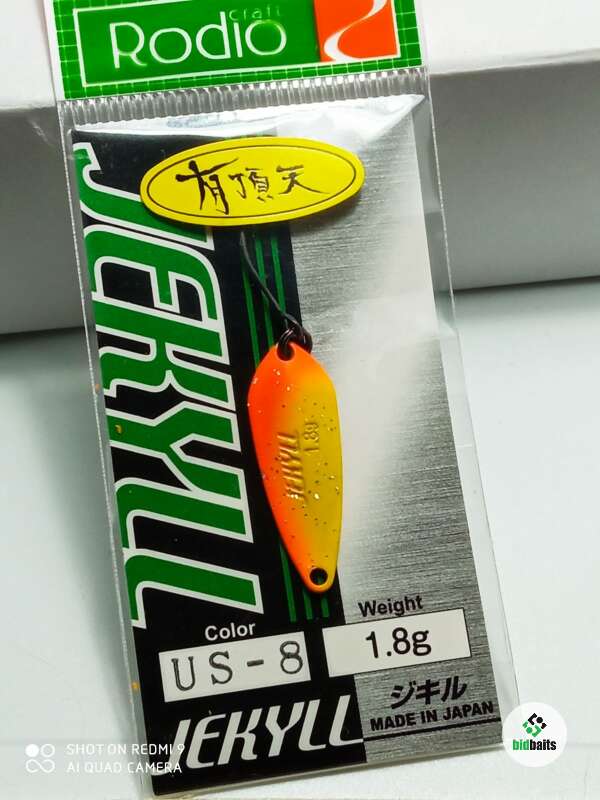 Rodio
craft
有頂天
JEKYLL
JEKYLL
1.8g
Color
US-8
Weight
1.8g
JEKYLL
ジキル
MADE IN JAPAN
SHOT ON REDMI 9
AI QUAD CAMERA
bidbaits